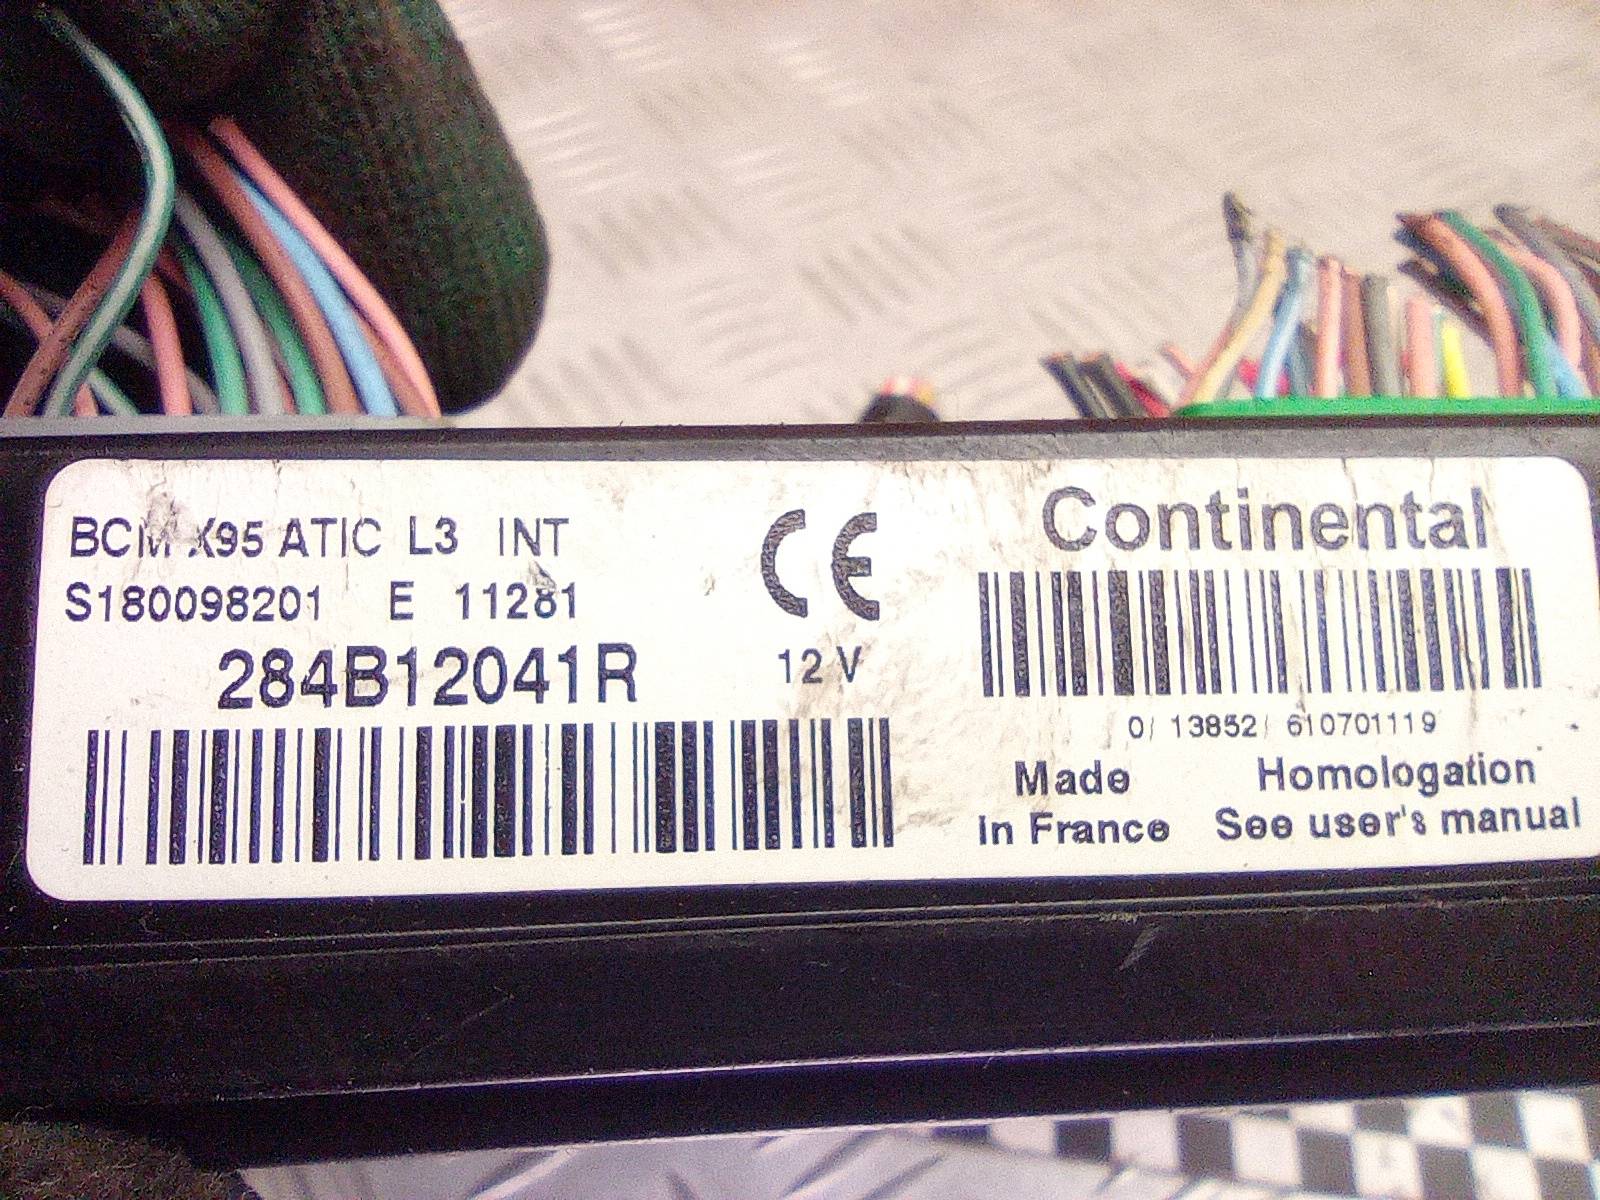 BCM X95 ATIC L3 INT
S180098201 E 11281
284B12041R
CE
12 V
Continental
0/ 13852/ 610701119
Made
in France
Homologation
See user's manual